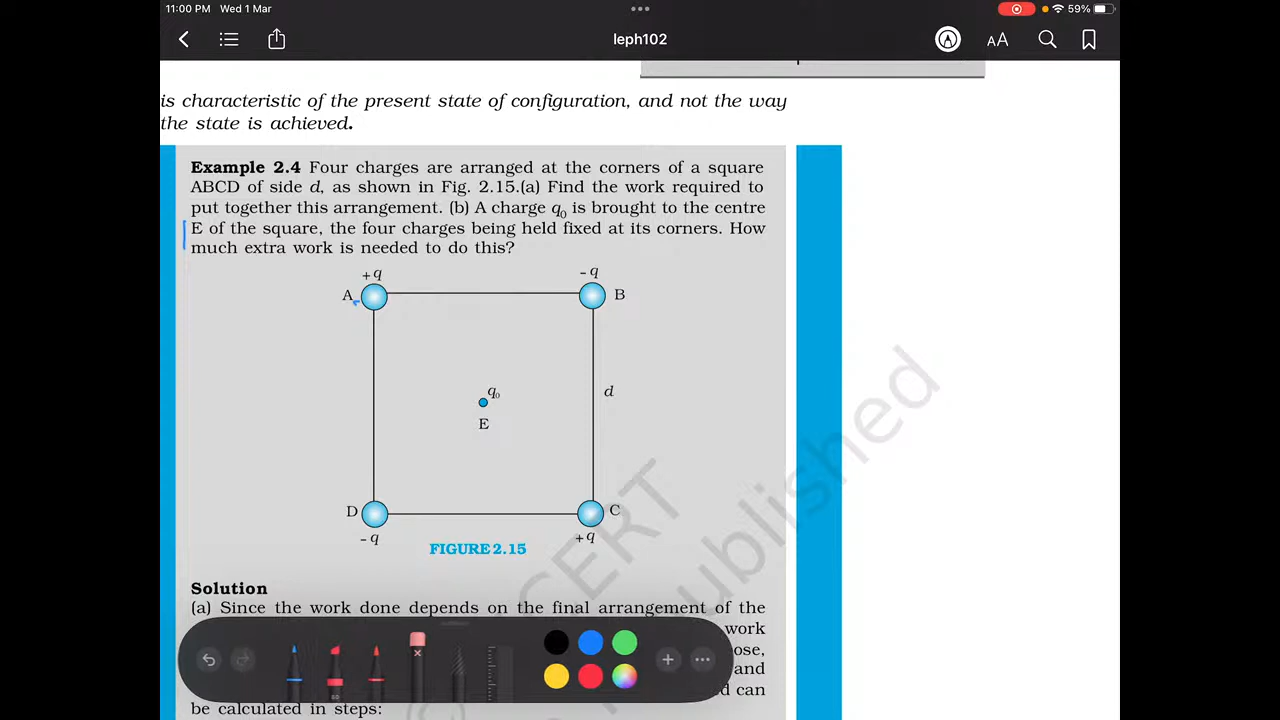 11:00 PM Wed 1 Mar
59%
leph102
AA
is characteristic of the present state of configuration, and not the way
the state is achieved.
Example 2.4 Four charges are arranged at the corners of a square
ABCD of side d, as shown in Fig. 2.15.(a) Find the work required to
put together this arrangement. (b) A charge q0 is brought to the centre
E of the square, the four charges being held fixed at its corners. How
much extra work is needed to do this?
+q
-q
A
B
q0
d
E
D
C
-q
+q
FIGURE 2.15
Solution
(a) Since the work done depends on the final arrangement of the
work
ose,
and
d can
be calculated in steps:
© NCERT
ublished